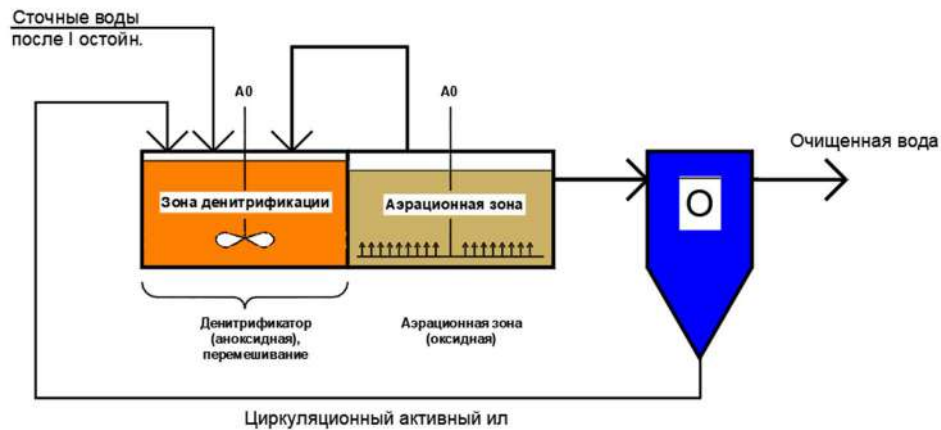 Сточные воды
после I остойн.
А0
А0
Очищенная вода
Зона денитрификации
Аэрационная зона
О
Денитрификатор
(аноксидная),
перемешивание
Аэрационная зона
(оксидная)
Циркуляционный активный ил